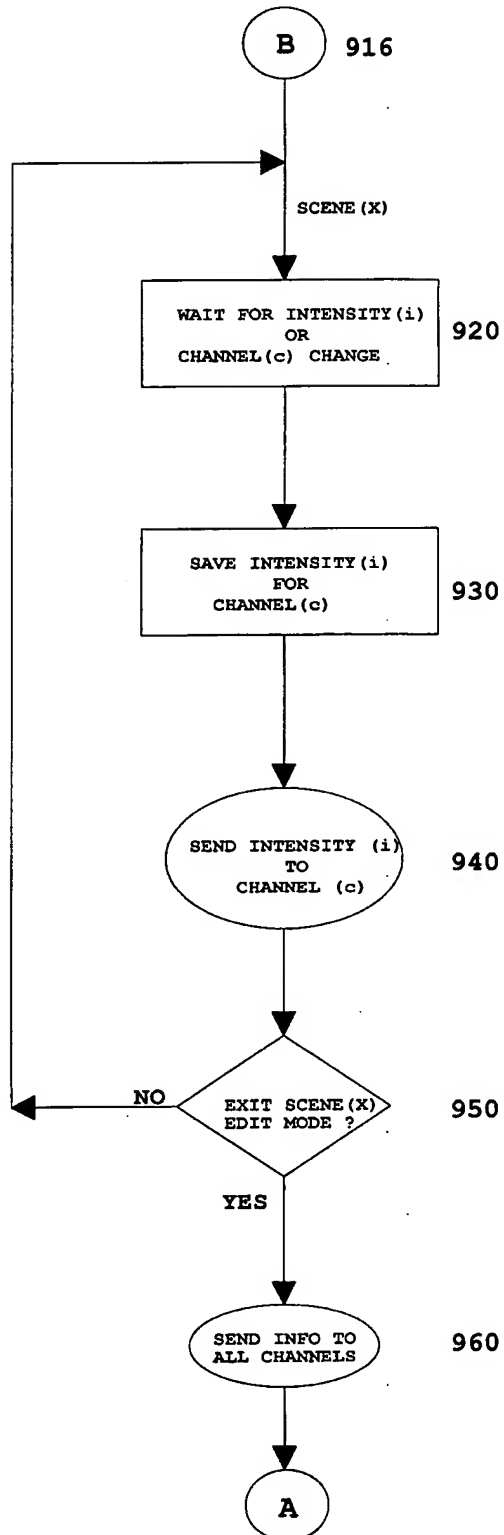 B 916
SCENE(X)
WAIT FOR INTENSITY(i)
OR
CHANNEL(c) CHANGE
920
SAVE INTENSITY(i)
FOR
CHANNEL(c)
930
SEND INTENSITY (i)
TO
CHANNEL (c)
940
NO
EXIT SCENE(X)
EDIT MODE ?
950
YES
SEND INFO TO
ALL CHANNELS
960
A